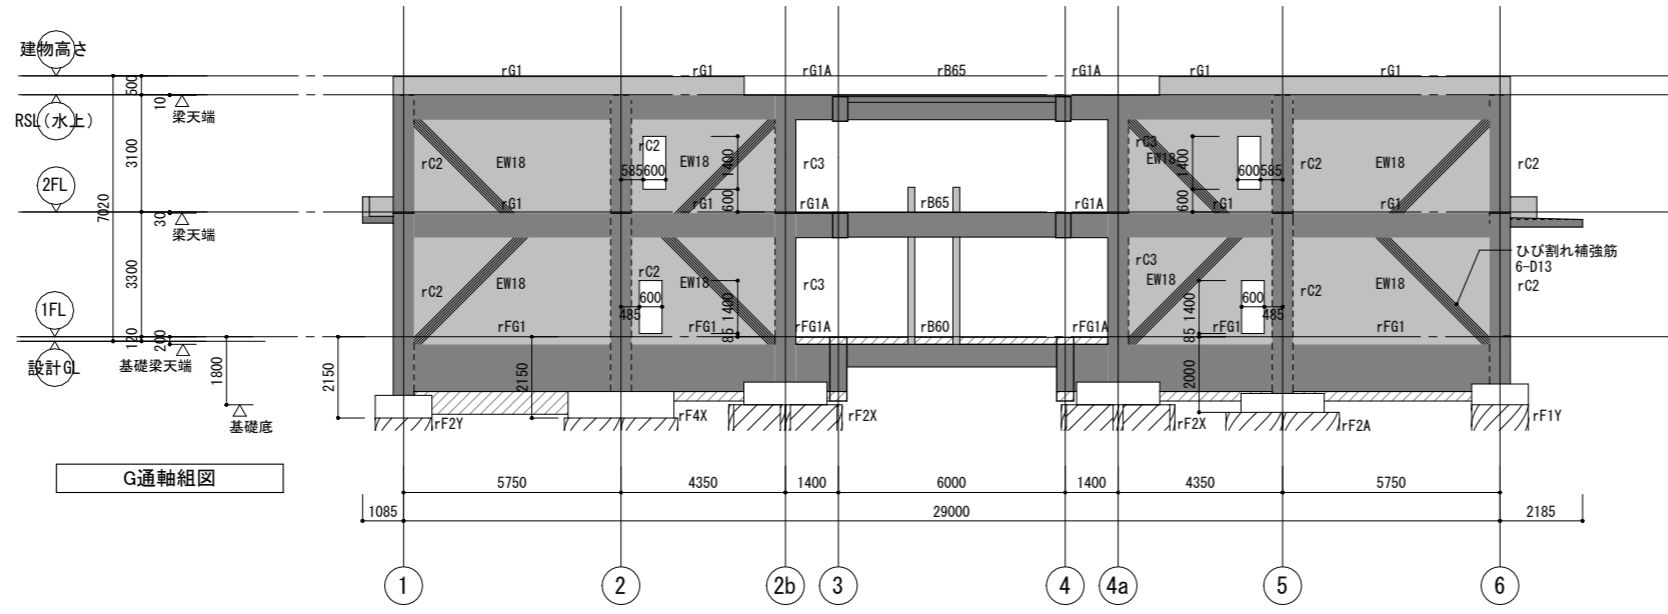 建物高さ
rG1
rG1
rG1A
rB65
rG1A
rG1
rG1
500
10
梁天端
RSL(水上)
3100
7020
rC2
EW18
rC2
585
600
EW18
1400
600
rC3
rC3
EW18
1400
600
600
585
rC2
EW18
rC2
2FL
rG1
rG1
rG1A
rB65
rG1A
rG1
rG1
30
梁天端
3300
rC2
EW18
rC2
600
485
EW18
1400
85
rC3
rC3
EW18
1400
85
600
485
rC2
EW18
ひび割れ補強筋
6-D13
rC2
1FL
rFG1
rFG1
rFG1A
rB60
rFG1A
rFG1
rFG1
120
200
設計GL
基礎梁天端
1800
2150
2150
2000
基礎底
rF2Y
rF4X
rF2X
rF2X
rF2A
rF1Y
G通軸組図
5750
4350
1400
6000
1400
4350
5750
1085
29000
2185
1
2
2b
3
4
4a
5
6